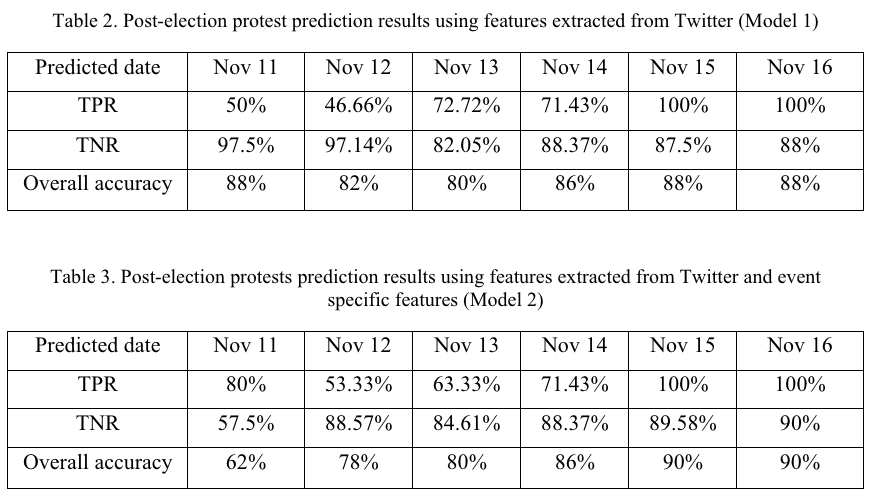 Table 2. Post-election protest prediction results using features extracted from Twitter (Model 1)
Predicted date Nov 11 Nov 12 Nov 13 Nov 14 Nov 15 Nov 16
TPR 50% 46.66% 72.72% 71.43% 100% 100%
TNR 97.5% 97.14% 82.05% 88.37% 87.5% 88%
Overall accuracy 88% 82% 80% 86% 88% 88%
Table 3. Post-election protests prediction results using features extracted from Twitter and event
specific features (Model 2)
Predicted date Nov 11 Nov 12 Nov 13 Nov 14 Nov 15 Nov 16
TPR 80% 53.33% 63.33% 71.43% 100% 100%
TNR 57.5% 88.57% 84.61% 88.37% 89.58% 90%
Overall accuracy 62% 78% 80% 86% 90% 90%